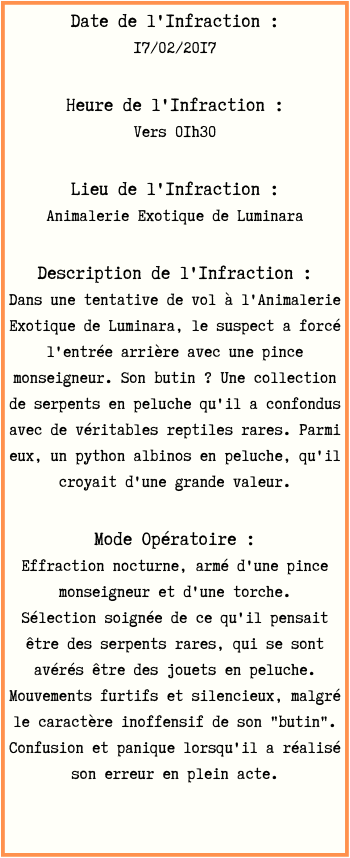 Date de l'Infraction :
17/02/2017
Heure de l'Infraction :
Vers 01h30
Lieu de l'Infraction :
Animalerie Exotique de Luminara
Description de l'Infraction :
Dans une tentative de vol à l'Animalerie
Exotique de Luminara, le suspect a forcé
l'entrée arrière avec une pince
monseigneur. Son butin ? Une collection
de serpents en peluche qu'il a confondus
avec de véritables reptiles rares. Parmi
eux, un python albinos en peluche, qu'il
croyait d'une grande valeur.
Mode Opératoire :
Effraction nocturne, armé d'une pince
monseigneur et d'une torche.
Sélection soignée de ce qu'il pensait
être des serpents rares, qui se sont
avérés être des jouets en peluche.
Mouvements furtifs et silencieux, malgré
le caractère inoffensif de son "butin".
Confusion et panique lorsqu'il a réalisé
son erreur en plein acte.